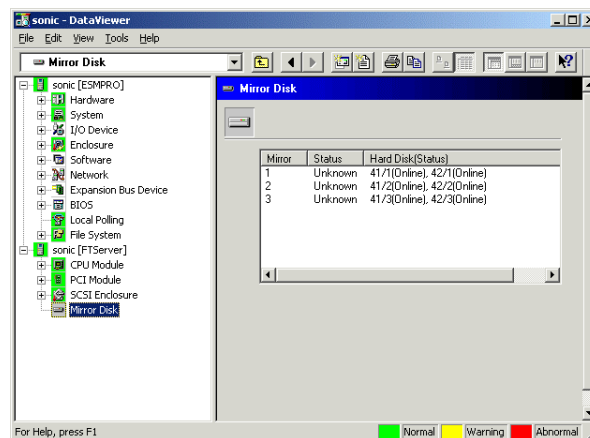 sonic - DataViewer
File Edit View Tools Help
Mirror Disk
sonic [ESMPRO]
Hardware
System
I/O Device
Enclosure
Software
Network
Expansion Bus Device
BIOS
Local Polling
File System
sonic [FTServer]
CPU Module
PCI Module
SCSI Enclosure
Mirror Disk
Mirror Disk
Mirror Status Hard Disk(Status)
1 Unknown 41/1(Online), 42/1(Online)
2 Unknown 41/2(Online), 42/2(Online)
3 Unknown 41/3(Online), 42/3(Online)
For Help, press F1
Normal Warning Abnormal